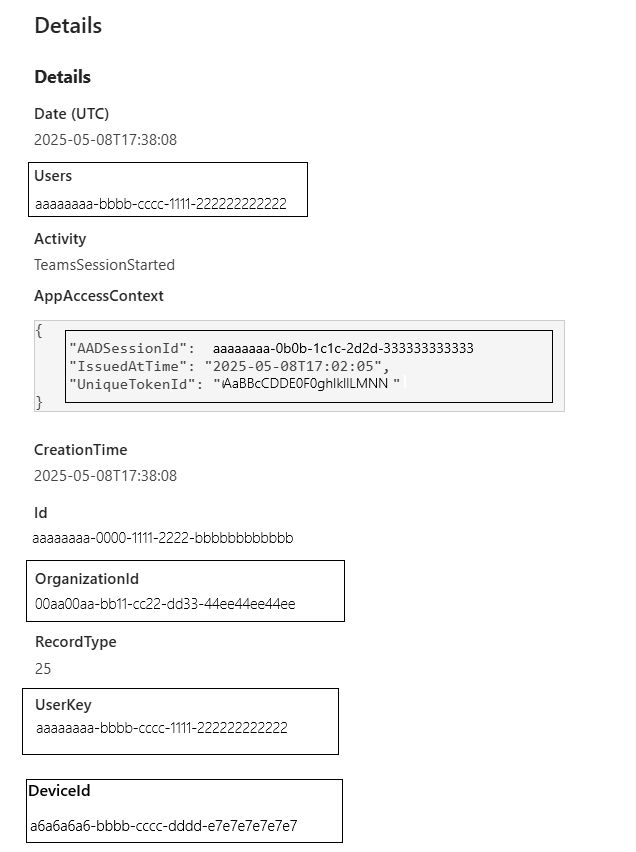 Details
Details
Date (UTC)
2025-05-08T17:38:08
Users
aaaaaaaa-bbbb-cccc-1111-222222222222
Activity
TeamsSessionStarted
AppAccessContext
{
"AADSessionId": aaaaaaaa-0b0b-1c1c-2d2d-333333333333
"IssuedAtTime": "2025-05-08T17:02:05",
"UniqueTokenId": "AaBBcCDDE0F0ghIkIILMNN "
}
CreationTime
2025-05-08T17:38:08
Id
aaaaaaaa-0000-1111-2222-bbbbbbbbbbbb
OrganizationId
00aa00aa-bb11-cc22-dd33-44ee44ee44ee
RecordType
25
UserKey
aaaaaaaa-bbbb-cccc-1111-222222222222
DeviceId
a6a6a6a6-bbbb-cccc-dddd-e7e7e7e7e7e7